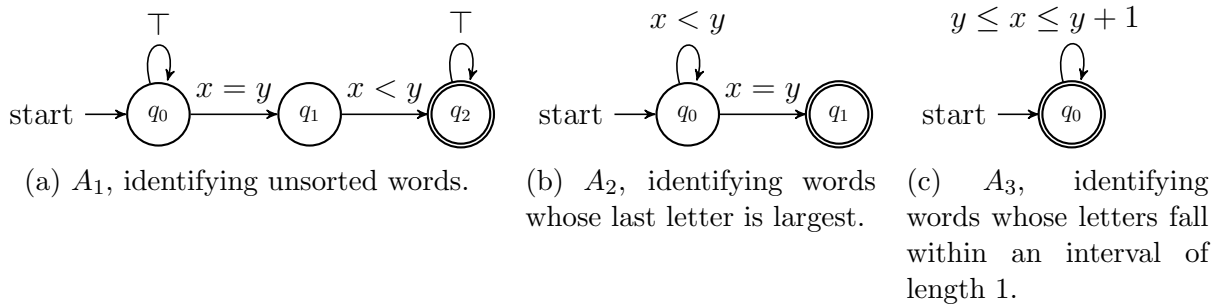 ⊤ ⊤ x < y y ≤ x ≤ y + 1
start q₀ x = y q₁ x < y q₂ start q₀ x = y q₁ start q₀
(a) A₁, identifying unsorted words.
(b) A₂, identifying words
whose last letter is largest.
(c) A₃, identifying
words whose letters fall
within an interval of
length 1.